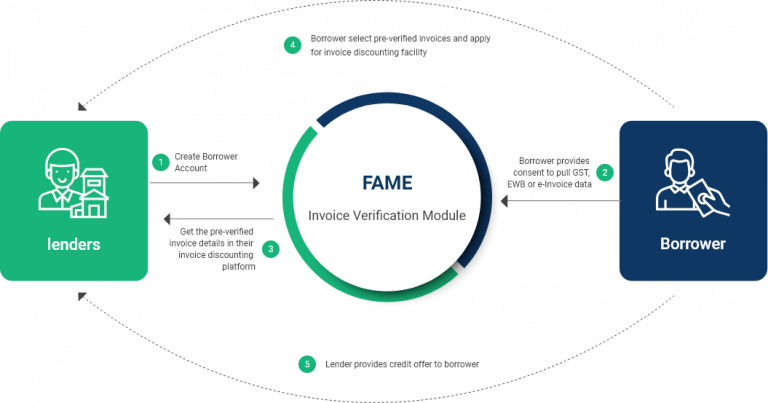 4
Borrower select pre-verified invoices and apply
for invoice discounting facility
lenders
1
Create Borrower
Account
Get the pre-verified
invoice details in their
invoice discounting
platform
3
FAME
Invoice Verification Module
Borrower provides
consent to pull GST,
EWB or e-Invoice data
2
Borrower
5
Lender provides credit offer to borrower